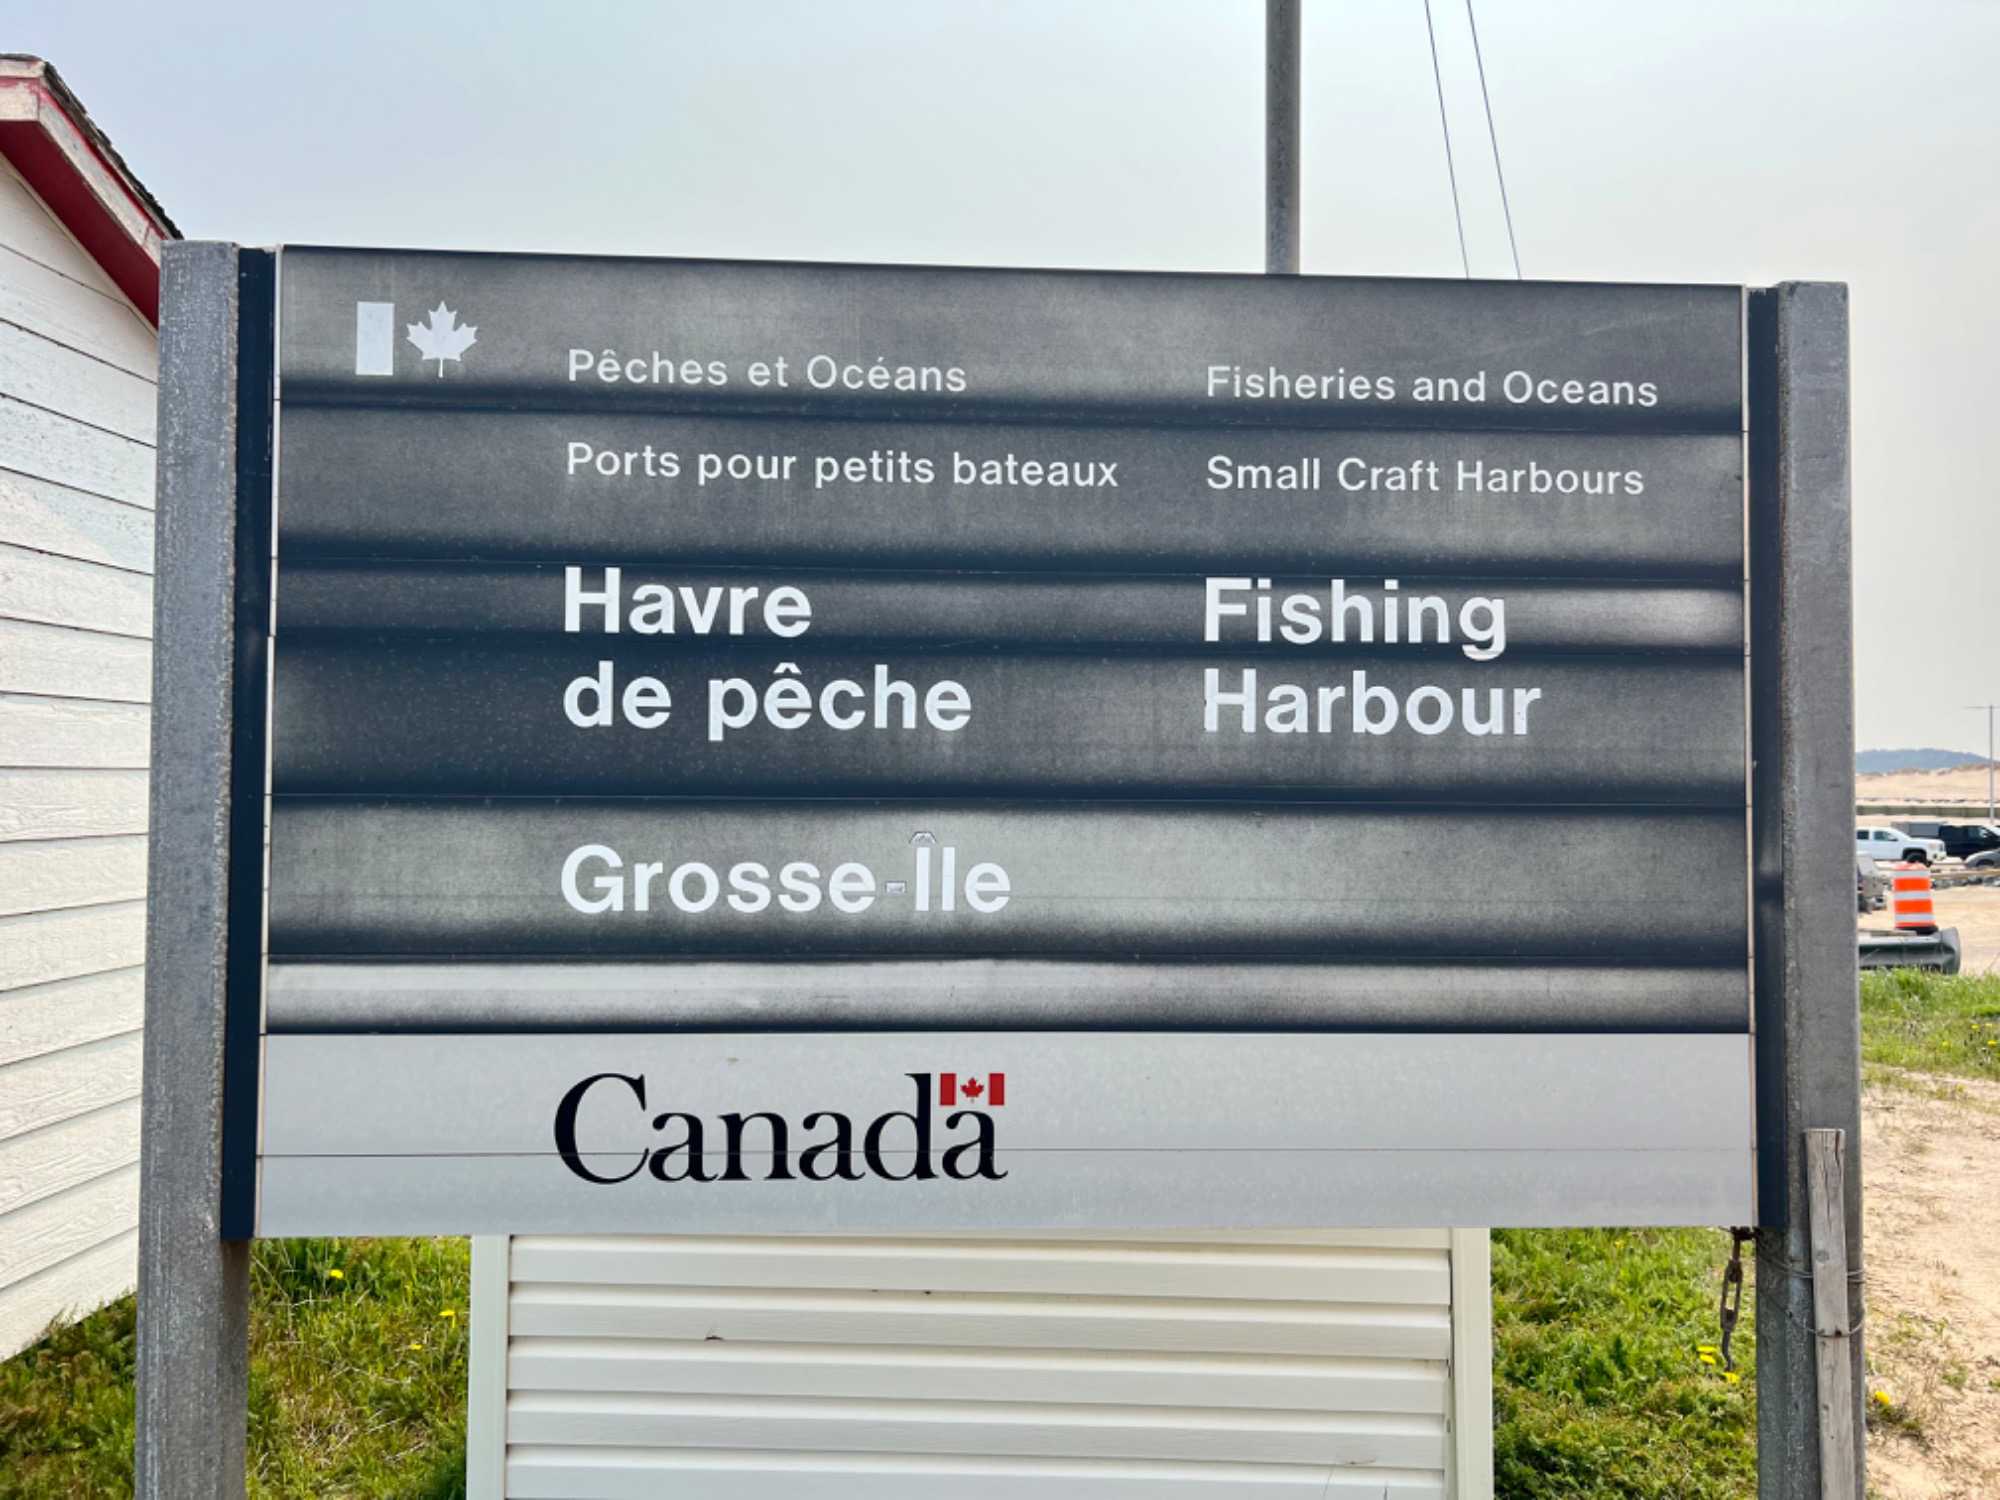 Pêches et Océans
Ports pour petits bateaux
Fisheries and Oceans
Small Craft Harbours
Havre
de pêche
Fishing
Harbour
Grosse-Île
Canada